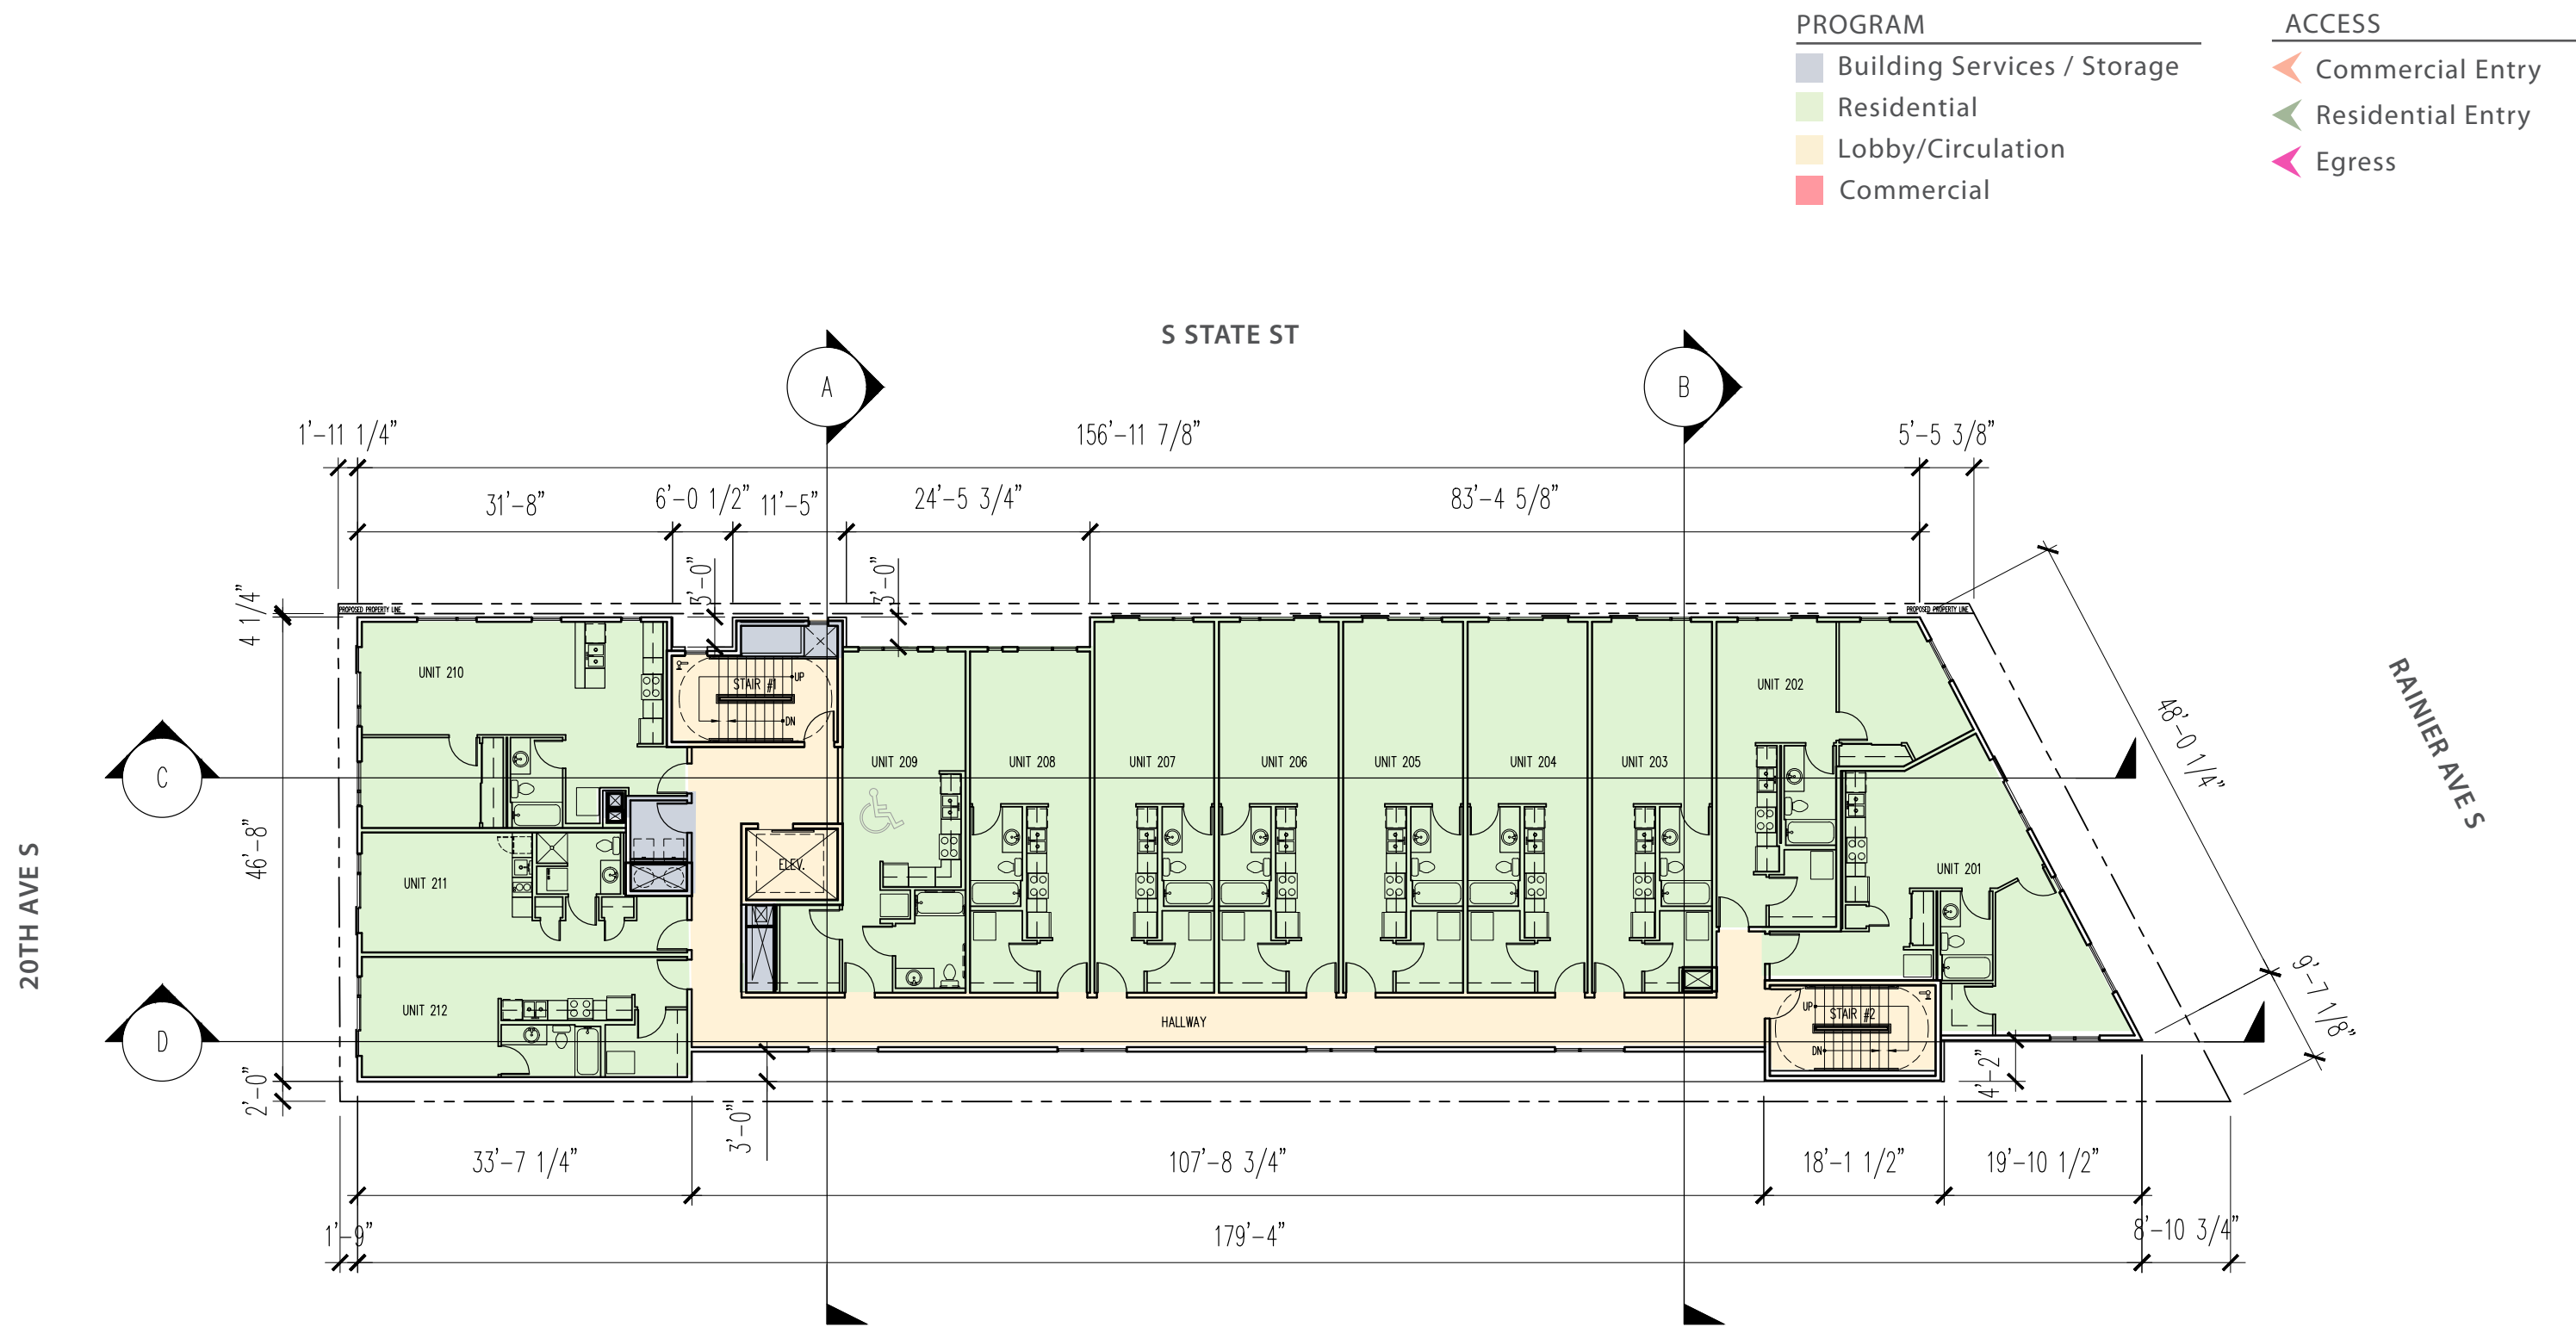 PROGRAM
Building Services / Storage
Residential
Lobby/Circulation
Commercial
ACCESS
Commercial Entry
Residential Entry
Egress
S STATE ST
A
B
1'-11 1/4"
156'-11 7/8"
5'-5 3/8"
31'-8"
6'-0 1/2"
11'-5"
24'-5 3/4"
83'-4 5/8"
3'-0"
3'-0"
4 1/4"
PROPOSED PROPERTY LINE
PROPOSED PROPERTY LINE
UNIT 210
STAIR #1
UP
DN
UNIT 202
RAINIER AVE S
48'-0 1/4"
C
UNIT 209
UNIT 208
UNIT 207
UNIT 206
UNIT 205
UNIT 204
UNIT 203
46'-8"
20TH AVE S
ELEV.
UNIT 211
UNIT 201
UNIT 212
HALLWAY
UP
STAIR #2
DN
9'-7 1/8"
D
2'-0"
3'-0"
4'-2"
33'-7 1/4"
107'-8 3/4"
18'-1 1/2"
19'-10 1/2"
1'-9"
179'-4"
8'-10 3/4"